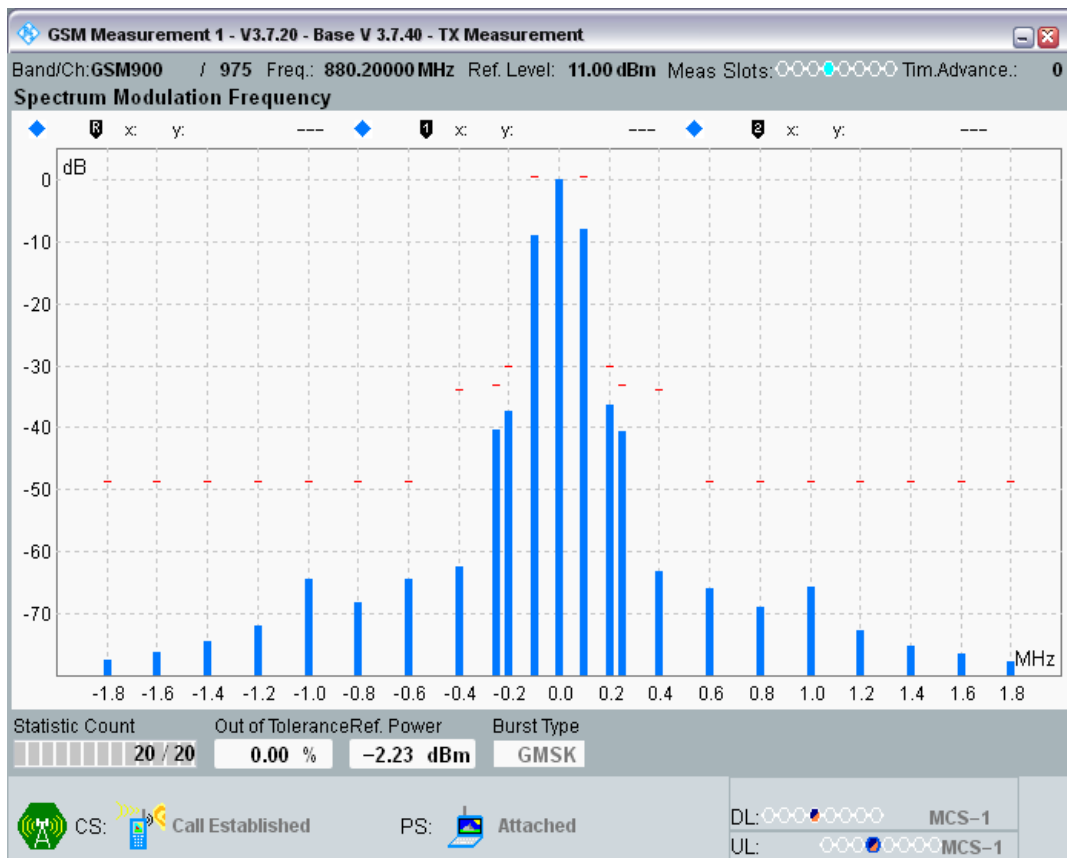 GSM Measurement 1 - V3.7.20 - Base V 3.7.40 - TX Measurement
Band/Ch:GSM900 / 975 Freq.: 880.20000 MHz Ref. Level: 11.00 dBm Meas Slots: Tim.Advance.: 0
Spectrum Modulation Frequency
R x: y: --- 1 x: y: --- 2 x: y: ---
dB
0
-10
-20
-30
-40
-50
-60
-70
MHz
-1.8 -1.6 -1.4 -1.2 -1.0 -0.8 -0.6 -0.4 -0.2 0.0 0.2 0.4 0.6 0.8 1.0 1.2 1.4 1.6 1.8
Statistic Count Out of Tolerance Ref. Power Burst Type
20 / 20 0.00 % −2.23 dBm GMSK
CS: Call Established PS: Attached
DL: MCS−1
UL: MCS−1